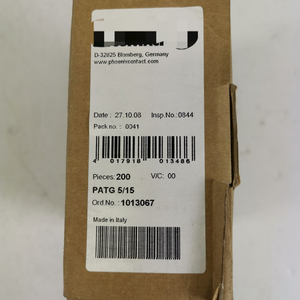 D-32825 Blomberg, Germany
www.phoenixcontact.com
Date : 27.10.08 Insp.No.:0844
Pack no. : 0041
4 017918 013486
Pieces: 200 V/C: 00
PATG 5/15
Ord.No.: 1013067
Made in Italy